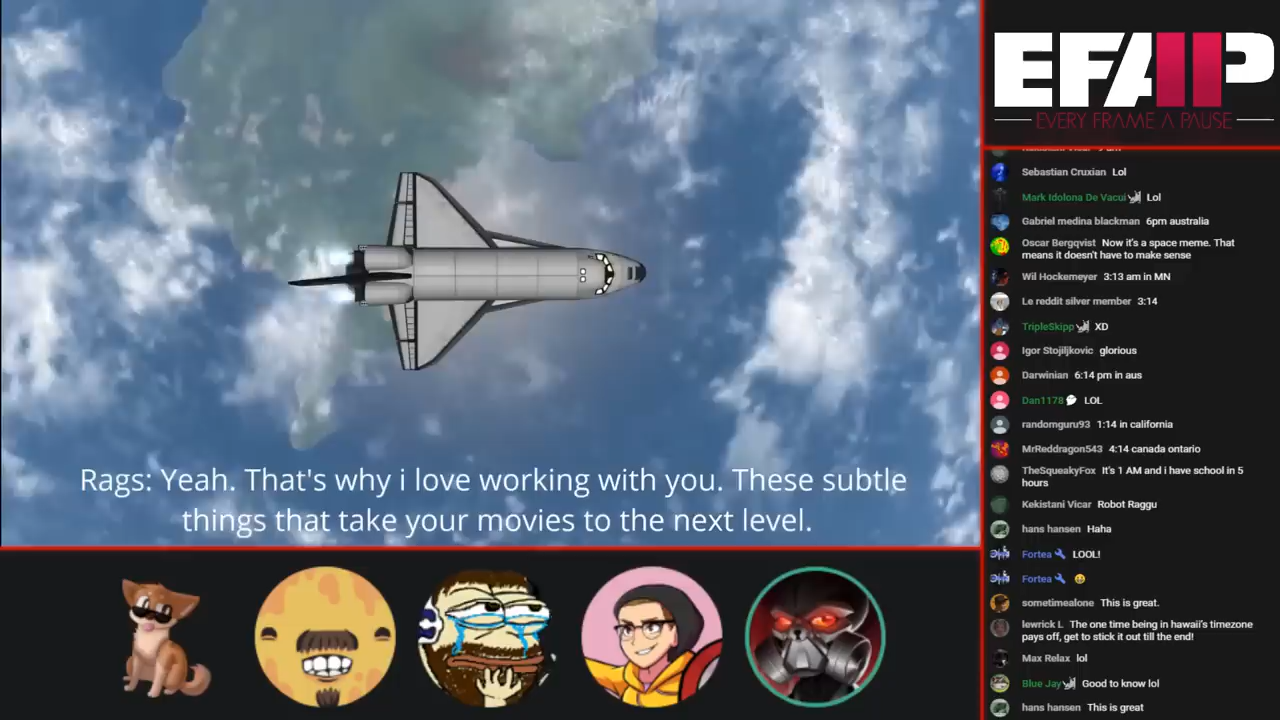 Rags: Yeah. That's why i love working with you. These subtle
things that take your movies to the next level.
EFAP
EVERY FRAME A PAUSE
Sebastian Cruxian Lol
Mark Idolona De Vacui Lol
Gabriel medina blackman 6pm australia
Oscar Bergqvist Now it's a space meme. That
means it doesn't have to make sense
Wil Hockemeyer 3:13 am in MN
Le reddit silver member 3:14
TripleSkipp XD
Igor Stojiljkovic glorious
Darwinian 6:14 pm in aus
Dan1178 LOL
randomguru93 1:14 in california
MrReddragon543 4:14 canada ontario
TheSqueakyFox It's 1 AM and i have school in 5
hours
Kekistani Vicar Robot Raggu
hans hansen Haha
Fortea LOOL!
Fortea 😀
sometimealone This is great.
lewrick L The one time being in hawaii's timezone
pays off, get to stick it out till the end!
Max Relax lol
Blue Jay Good to know lol
hans hansen This is great